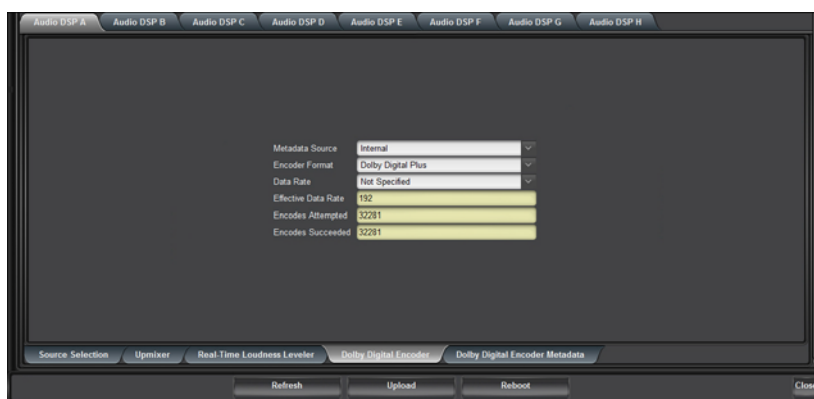 Audio DSP A Audio DSP B Audio DSP C Audio DSP D Audio DSP E Audio DSP F Audio DSP G Audio DSP H
Metadata Source Internal
Encoder Format Dolby Digital Plus
Data Rate Not Specified
Effective Data Rate 192
Encodes Attempted 32281
Encodes Succeeded 32281
Source Selection Upmixer Real-Time Loudness Leveler Dolby Digital Encoder Dolby Digital Encoder Metadata
Refresh Upload Reboot Close